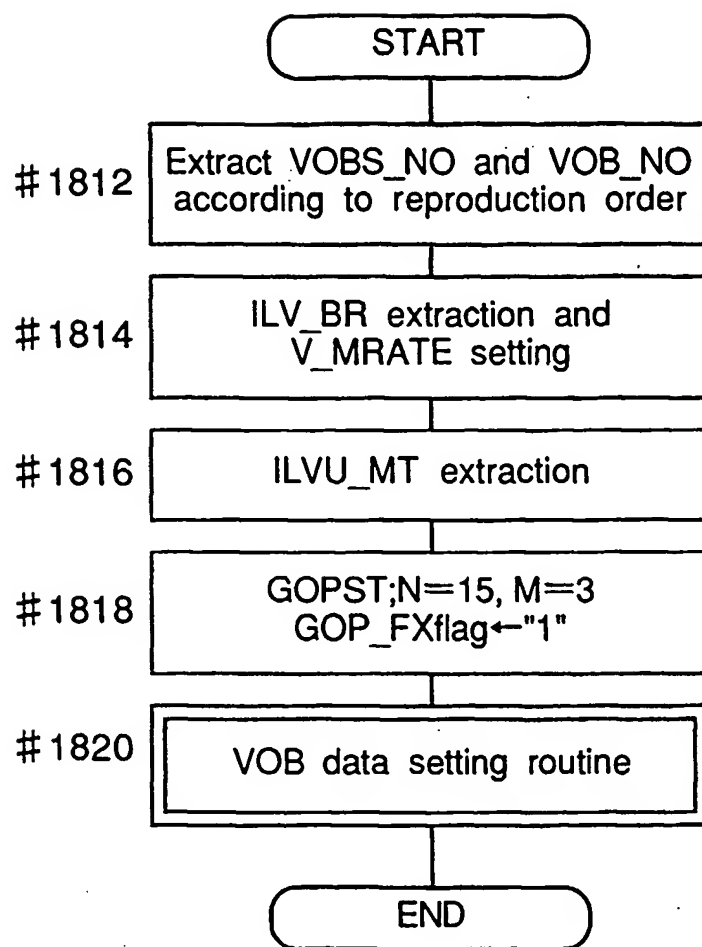 START
#1812
Extract VOBS_NO and VOB_NO
according to reproduction order
#1814
ILV_BR extraction and
V_MRATE setting
#1816
ILVU_MT extraction
#1818
GOPST;N=15, M=3
GOP_FXflag←"1"
#1820
VOB data setting routine
END